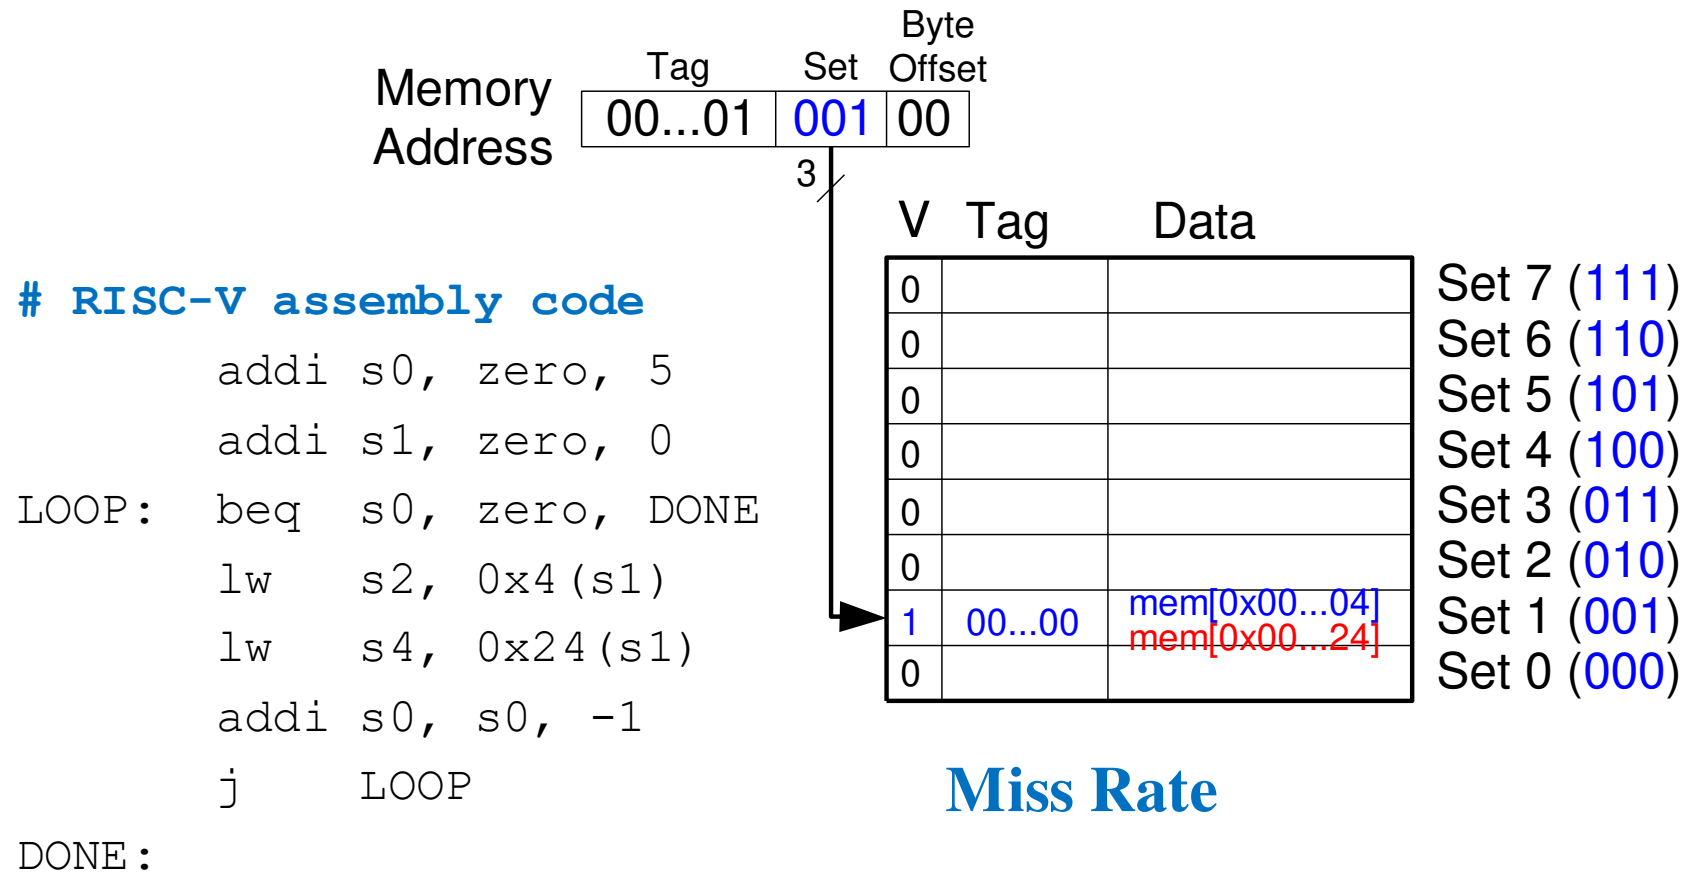 Memory
Address
Tag
Set
Byte
Offset
00...01 001 00
3
# RISC-V assembly code
addi s0, zero, 5
addi s1, zero, 0
LOOP: beq s0, zero, DONE
lw s2, 0x4(s1)
lw s4, 0x24(s1)
addi s0, s0, -1
j LOOP
DONE:
V Tag Data
0 Set 7 (111)
0 Set 6 (110)
0 Set 5 (101)
0 Set 4 (100)
0 Set 3 (011)
0 Set 2 (010)
1 00...00 mem[0x00...04]
mem[0x00...24]
Set 1 (001)
0 Set 0 (000)
Miss Rate